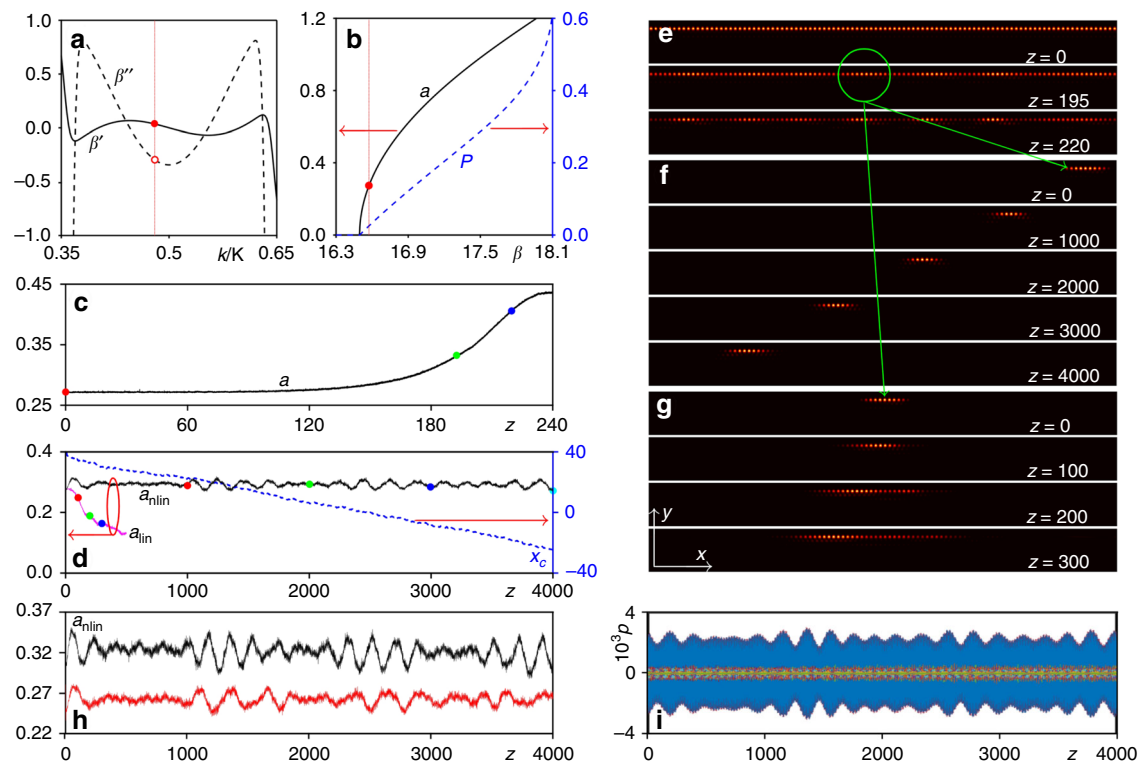 a
1.0
0.5
0.0
−0.5
−1.0
β″
β′
0.35
0.5
0.65
k/K
b
1.2
0.8
0.4
0.0
0.6
0.4
0.2
0.0
a
P
16.3
16.9
17.5
18.1
β
c
0.45
0.35
0.25
a
0
60
120
180
240
z
d
0.4
0.2
0.0
40
0
−40
a_nlin
a_lin
x_c
0
1000
2000
3000
4000
z
h
0.37
0.32
0.27
0.22
a_nlin
0
1000
2000
3000
4000
z
e
z = 0
z = 195
z = 220
f
z = 0
z = 1000
z = 2000
z = 3000
z = 4000
g
z = 0
z = 100
z = 200
z = 300
y
x
i
10³p
4
0
−4
0
1000
2000
3000
4000
z